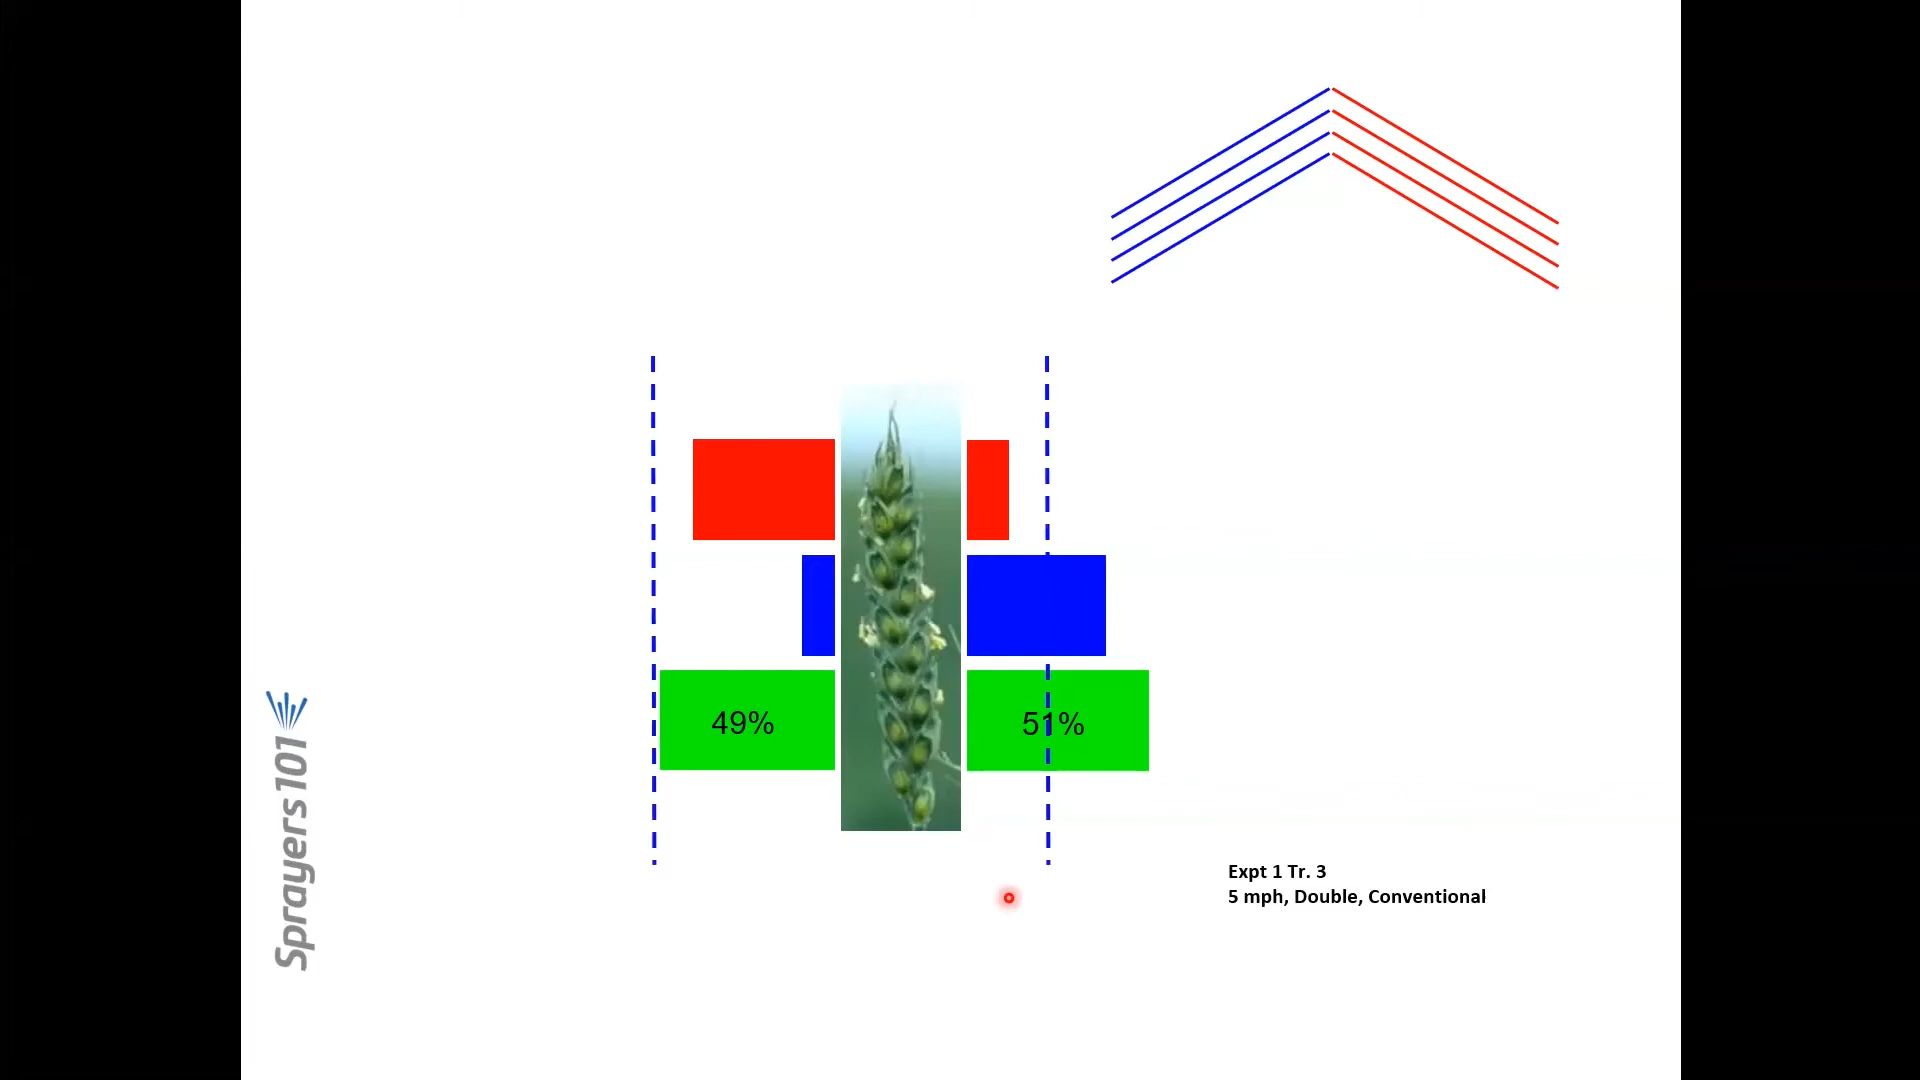 49%
51%
Expt 1 Tr. 3
5 mph, Double, Conventional
Sprayers101